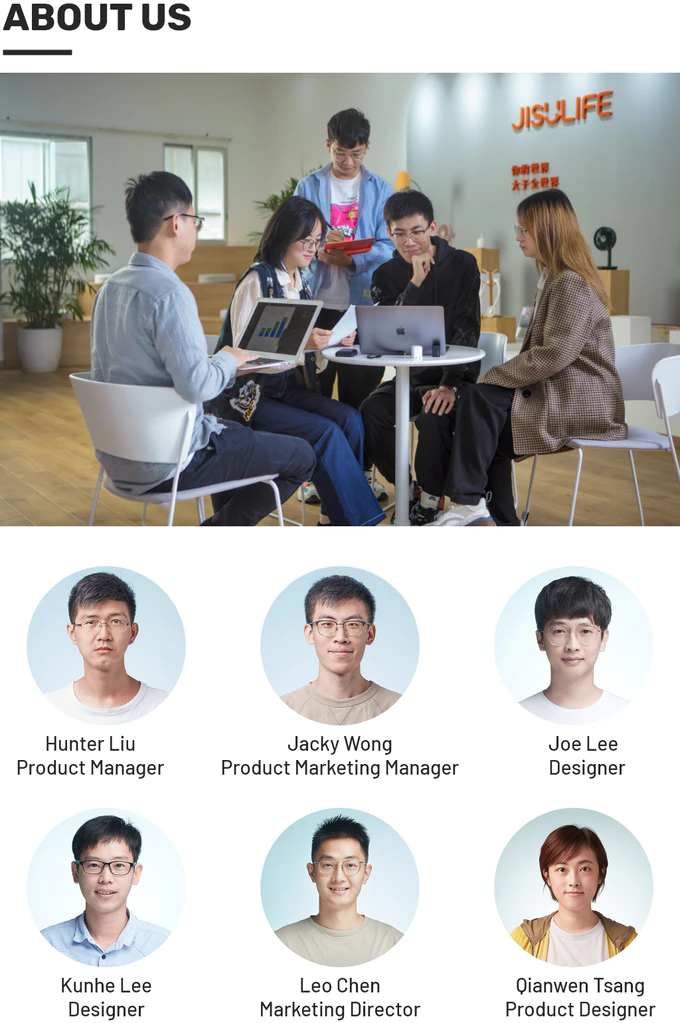 ABOUT US
JISULIFE
你的世界
大于全世界
Hunter Liu
Product Manager
Jacky Wong
Product Marketing Manager
Joe Lee
Designer
Kunhe Lee
Designer
Leo Chen
Marketing Director
Qianwen Tsang
Product Designer